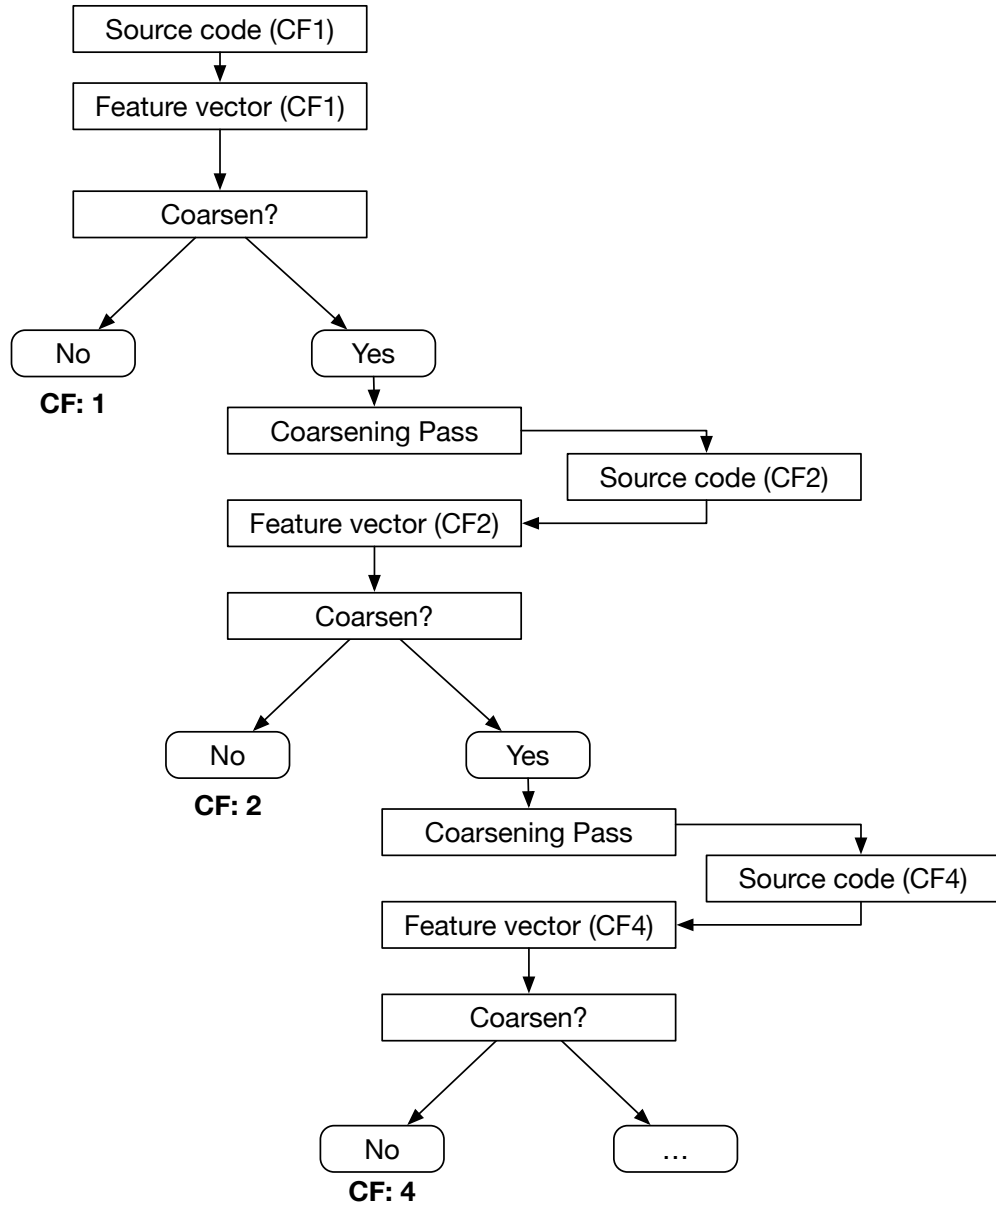 Source code (CF1)
Feature vector (CF1)
Coarsen?
No
Yes
CF: 1
Coarsening Pass
Source code (CF2)
Feature vector (CF2)
Coarsen?
No
Yes
CF: 2
Coarsening Pass
Source code (CF4)
Feature vector (CF4)
Coarsen?
No
...
CF: 4